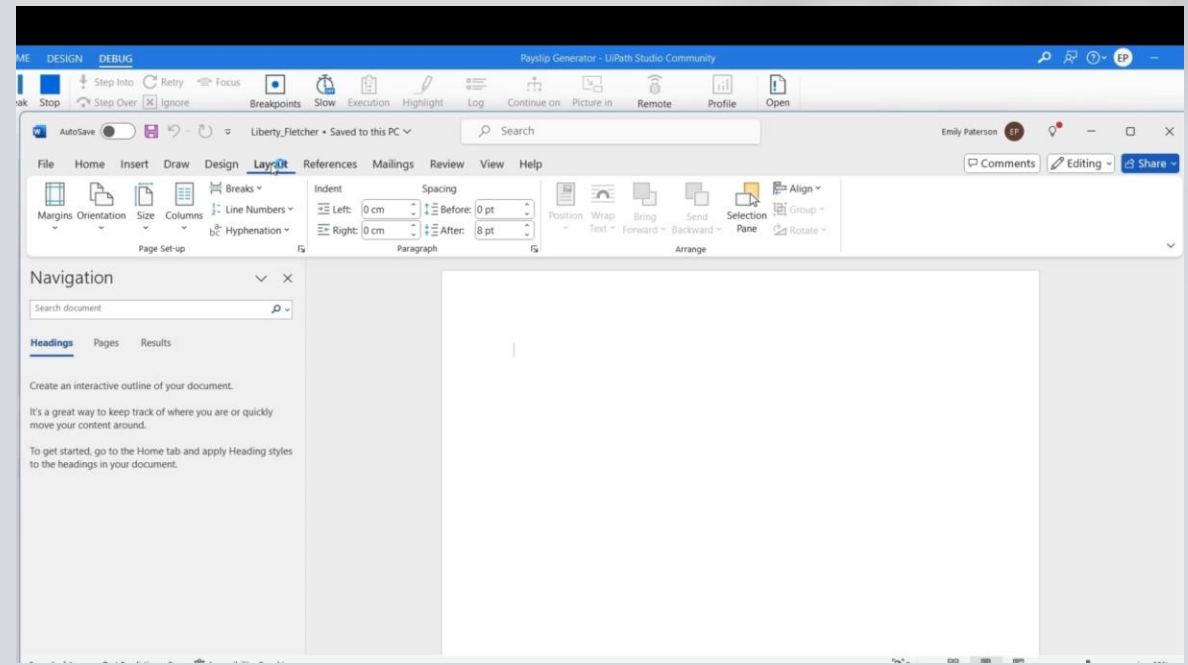 ME DESIGN DEBUG Payslip Generator - UiPath Studio Community EP
Step Into Retry Focus
ak Stop Step Over Ignore Breakpoints Slow Execution Highlight Log Continue on Picture in Remote Profile Open
AutoSave Liberty_Fletcher • Saved to this PC Search Emily Paterson EP
File Home Insert Draw Design Layout References Mailings Review View Help Comments Editing Share
Margins Orientation Size Columns Breaks Line Numbers Hyphenation
Indent Spacing
Left: 0 cm Before: 0 pt
Right: 0 cm After: 8 pt
Position Wrap Text Bring Forward Send Backward Selection Pane Align Group Rotate
Page Set-up Paragraph Arrange
Navigation
Search document
Headings Pages Results
Create an interactive outline of your document.
It's a great way to keep track of where you are or quickly
move your content around.
To get started, go to the Home tab and apply Heading styles
to the headings in your document.